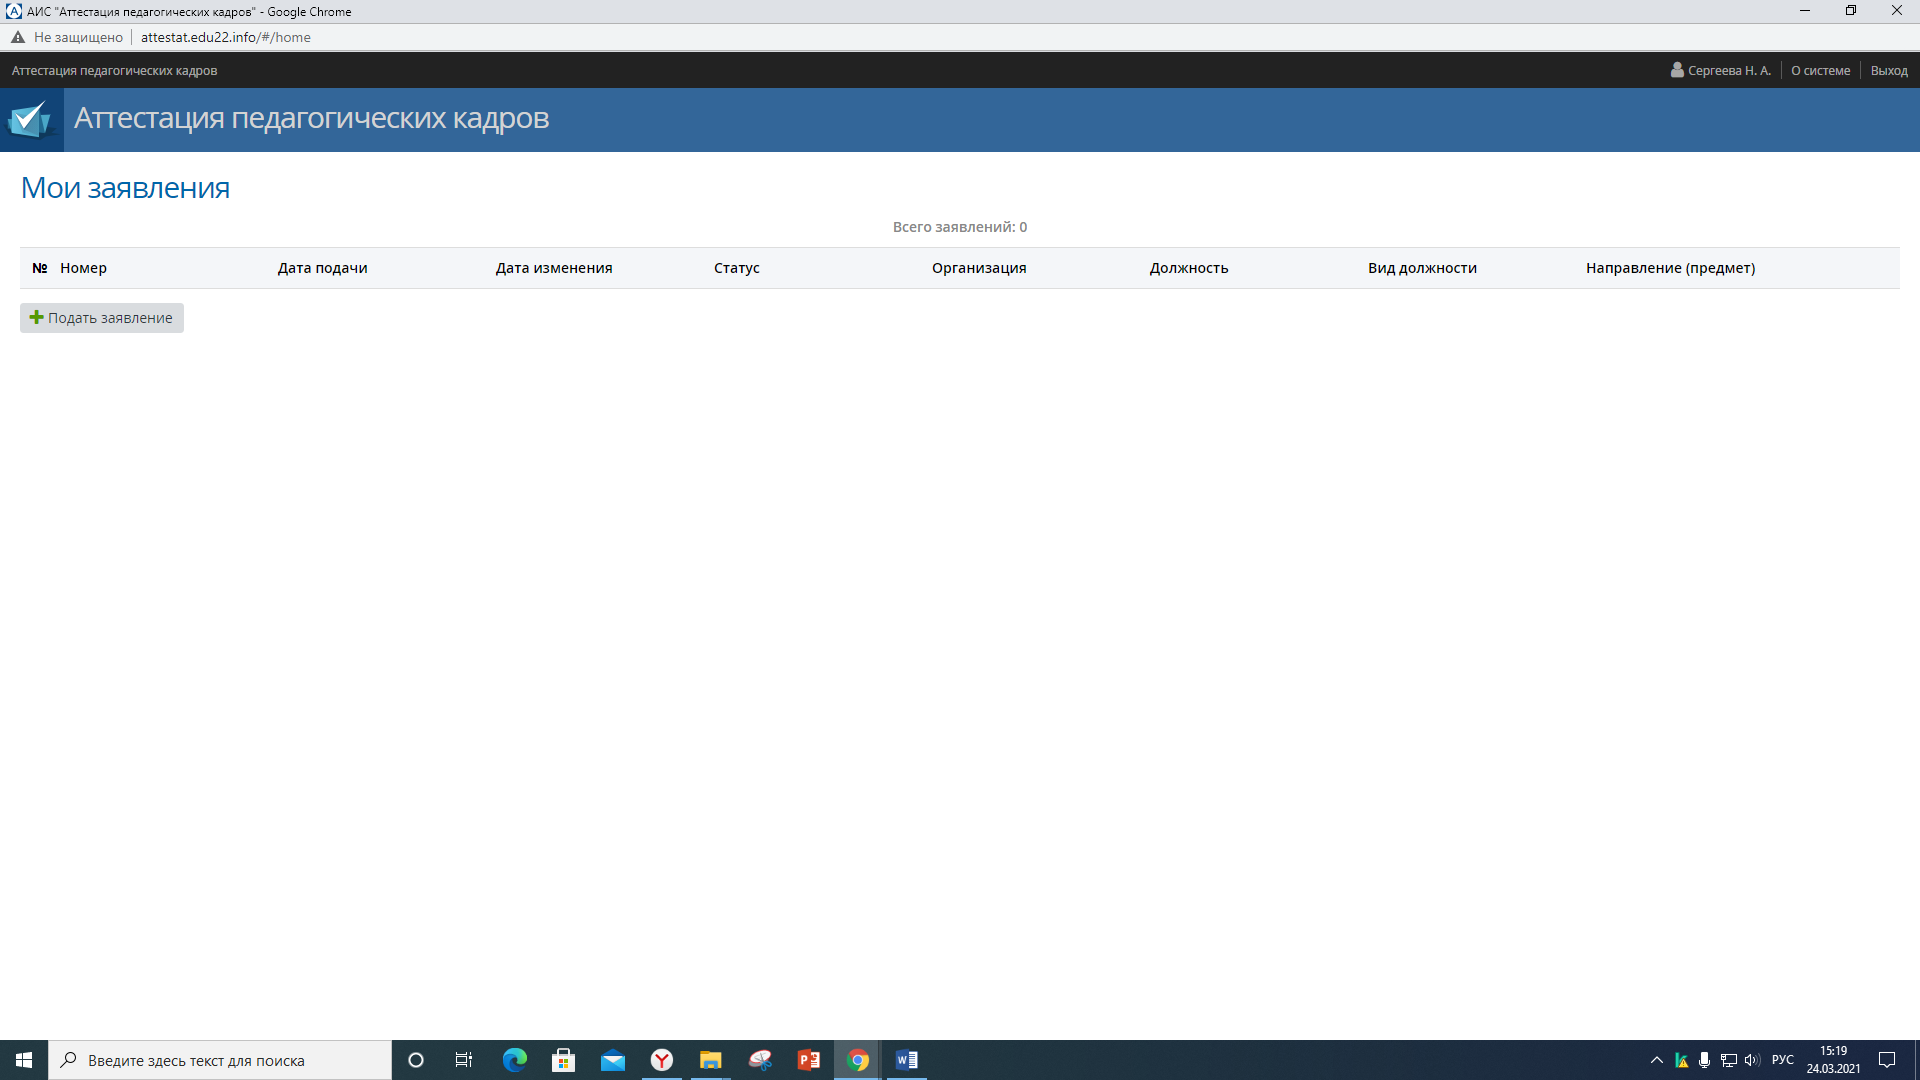 АИС "Аттестация педагогических кадров" - Google Chrome
Не защищено attestat.edu22.info/#/home
Аттестация педагогических кадров Сергеева Н. А. О системе Выход
Аттестация педагогических кадров
Мои заявления
Всего заявлений: 0
№ Номер Дата подачи Дата изменения Статус Организация Должность Вид должности Направление (предмет)
Подать заявление
Введите здесь текст для поиска
РУС
15:19
24.03.2021